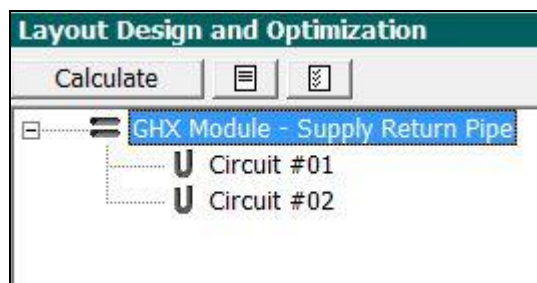 Layout Design and Optimization
Calculate
GHX Module - Supply Return Pipe
Circuit #01
Circuit #02